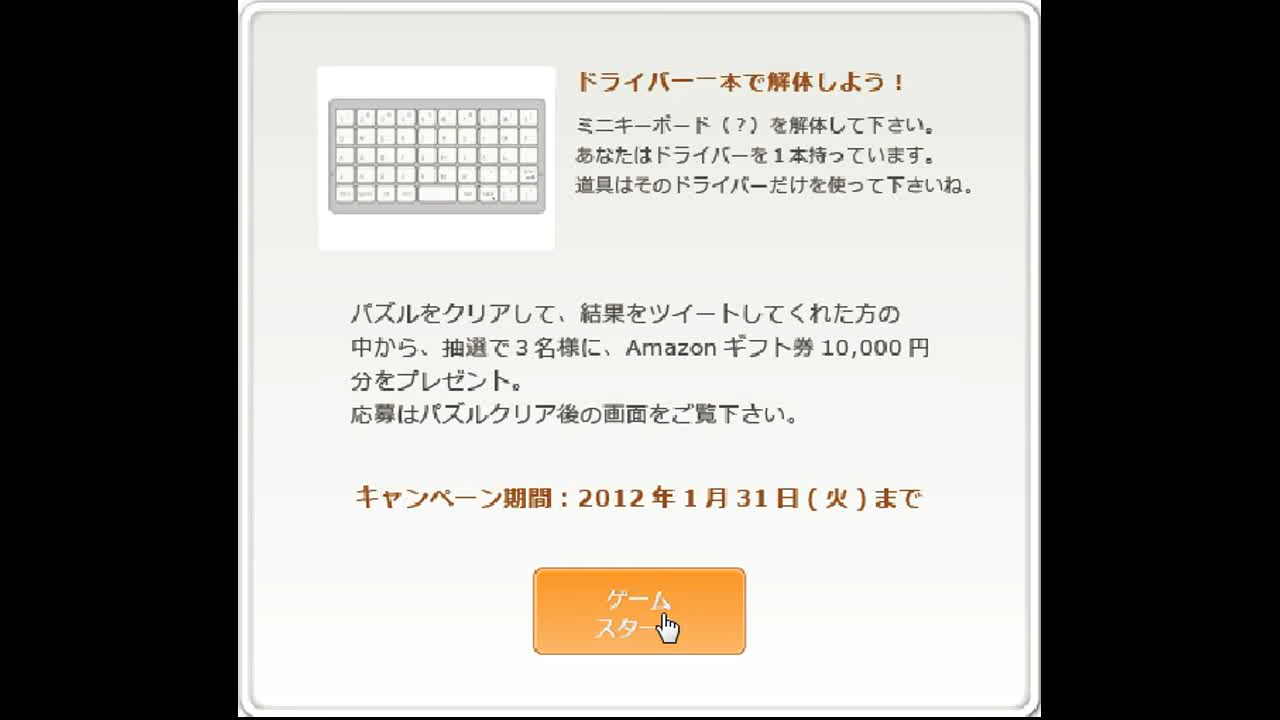 ドライバー一本で解体しよう！
ミニキーボード（？）を解体して下さい。
あなたはドライバーを１本持っています。
道具はそのドライバーだけを使って下さいね。
パズルをクリアして、結果をツイートしてくれた方の
中から、抽選で３名様に、Amazon ギフト券 10,000 円
分をプレゼント。
応募はパズルクリア後の画面をご覧下さい。
キャンペーン期間：2012 年 1 月 31 日 ( 火 ) まで
ゲーム
スター